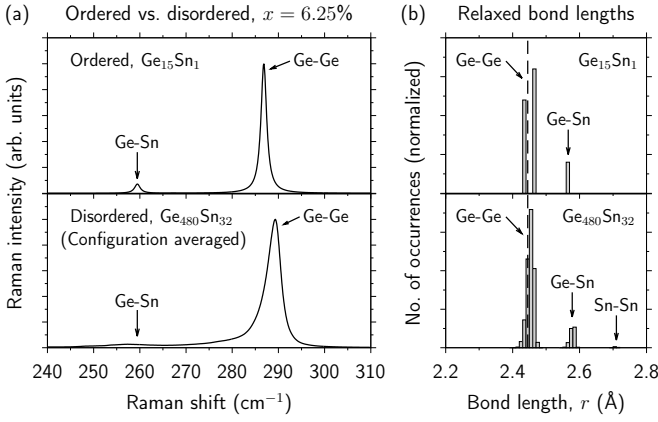 (a) Ordered vs. disordered, x = 6.25%
Raman intensity (arb. units)
Ordered, Ge₁₅Sn₁
Ge-Ge
Ge-Sn
Disordered, Ge₄₈₀Sn₃₂
(Configuration averaged)
Ge-Ge
Ge-Sn
240 250 260 270 280 290 300 310
Raman shift (cm⁻¹)
(b) Relaxed bond lengths
No. of occurrences (normalized)
Ge₁₅Sn₁
Ge-Ge
Ge-Sn
Ge₄₈₀Sn₃₂
Ge-Ge
Ge-Sn
Sn-Sn
2.2 2.4 2.6 2.8
Bond length, r (Å)